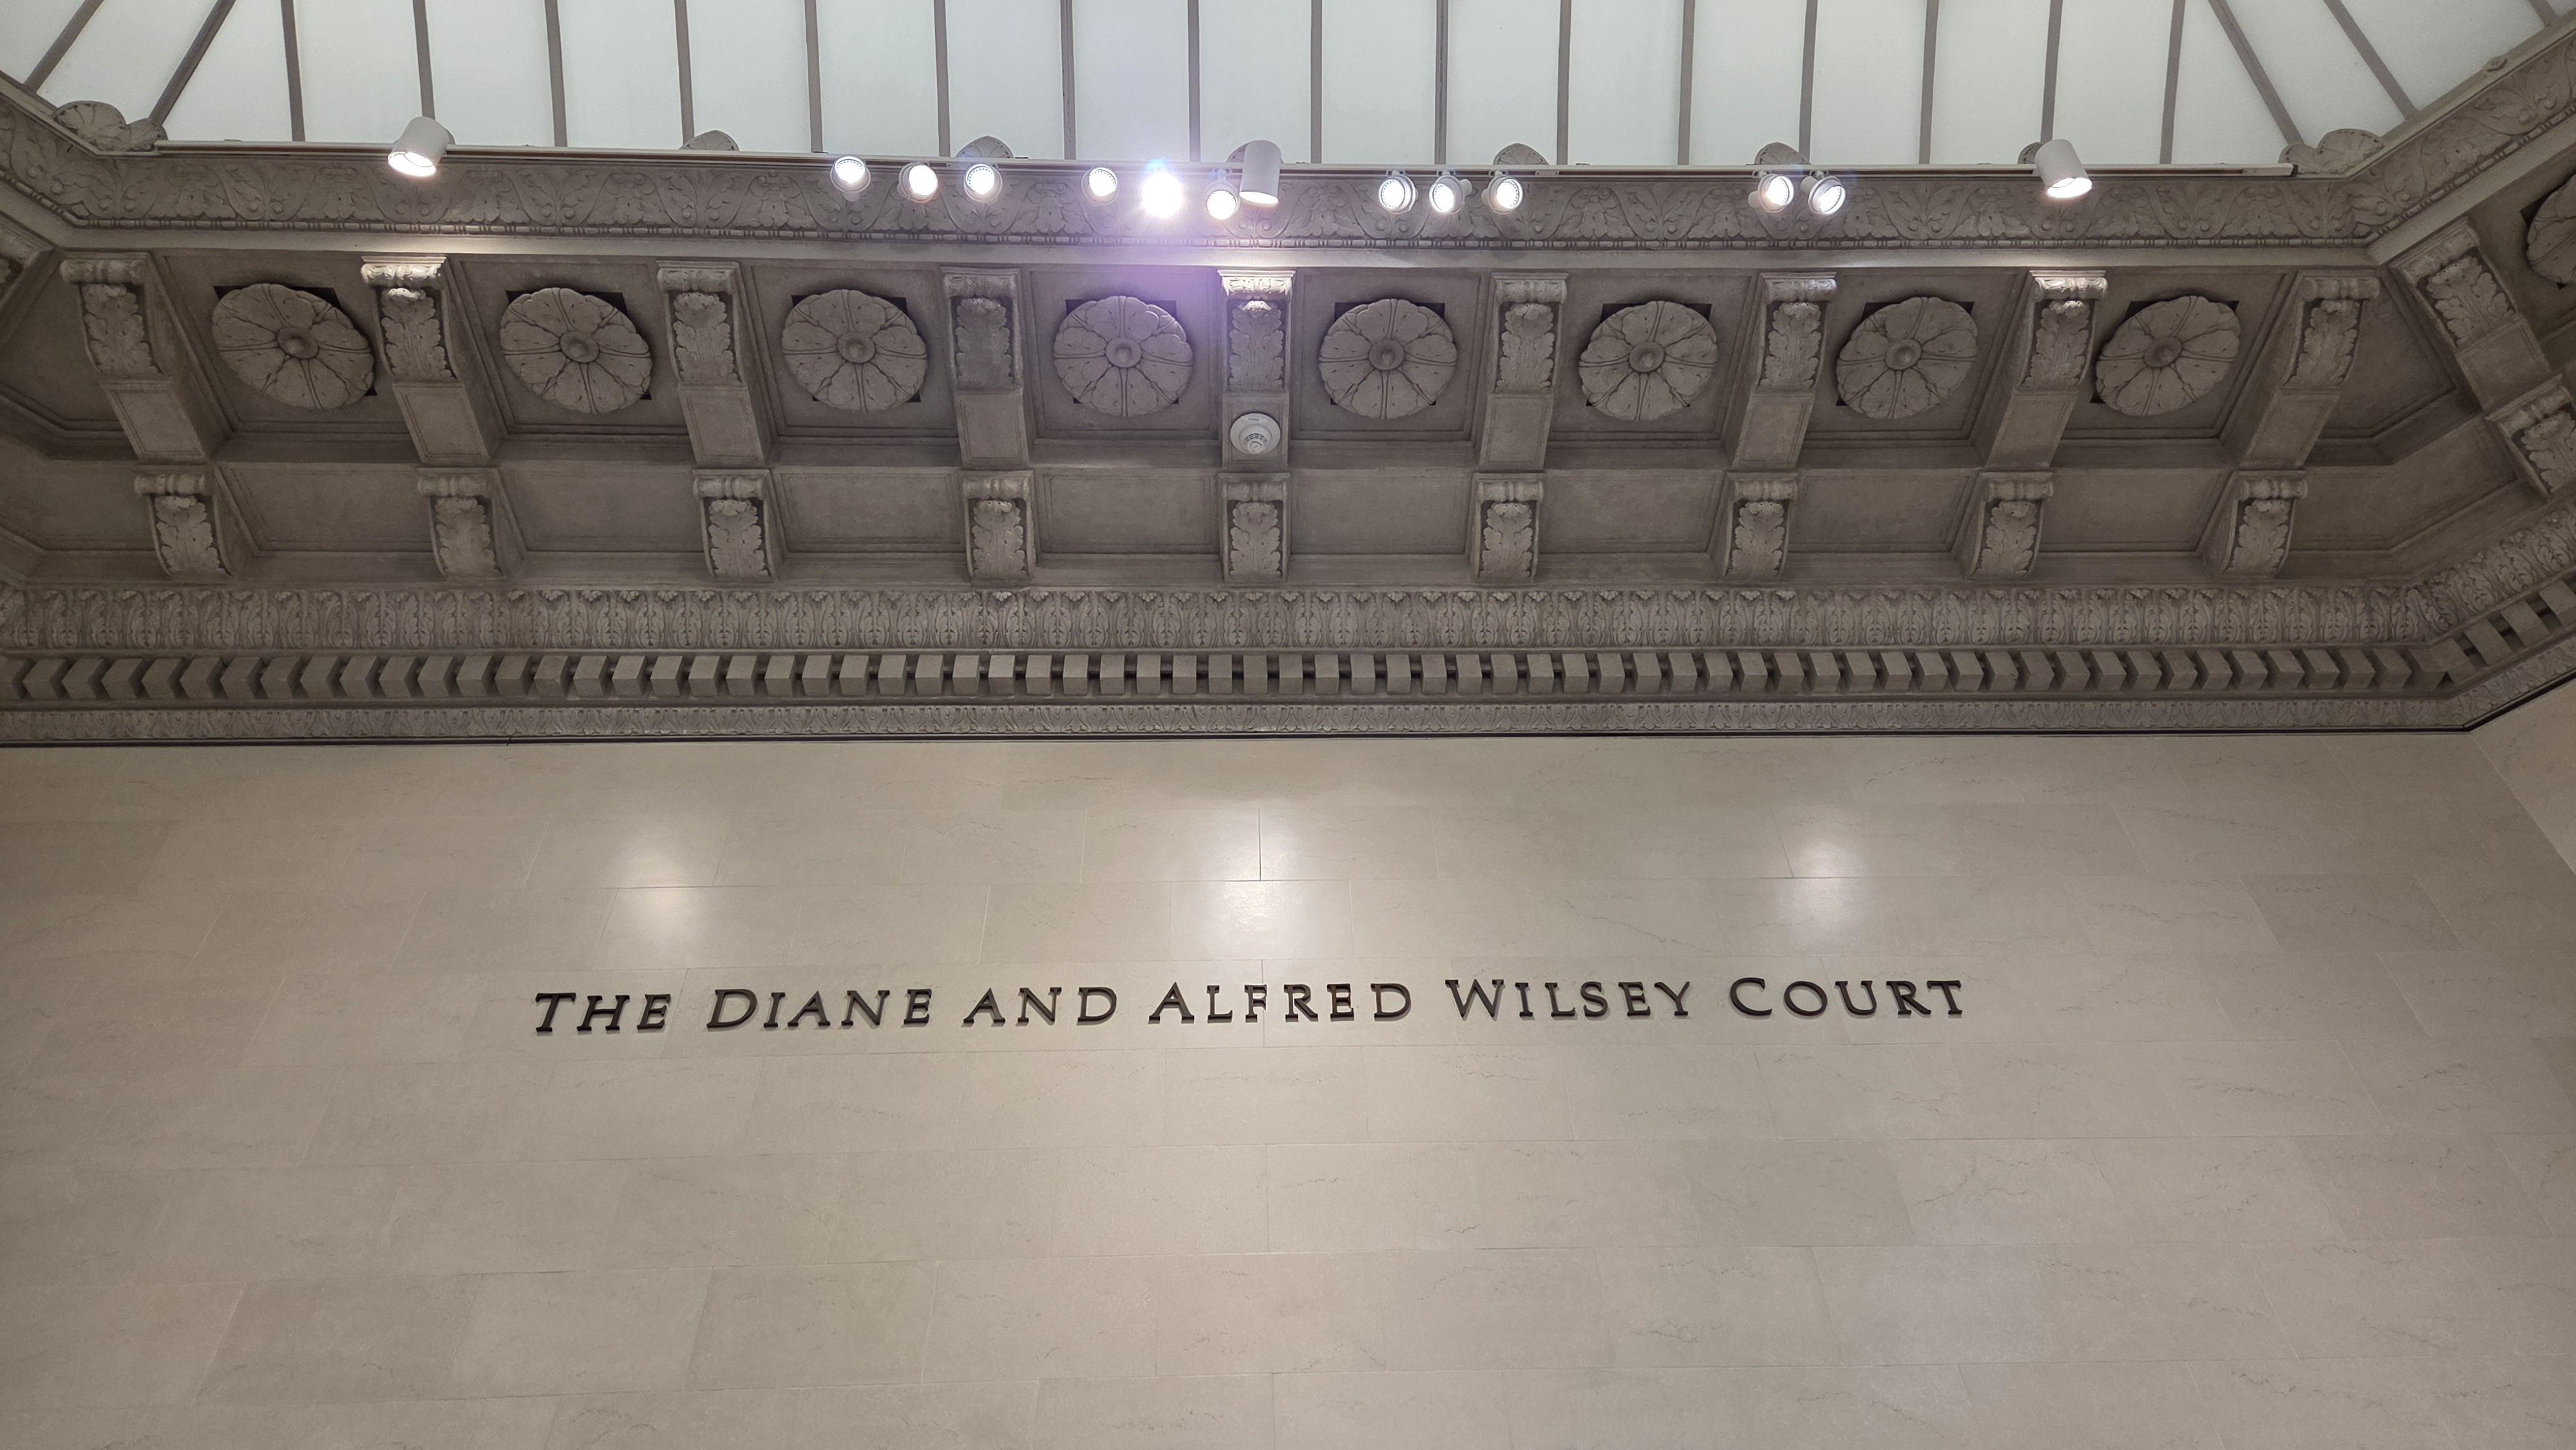 THE DIANE AND ALFRED WILSEY COURT